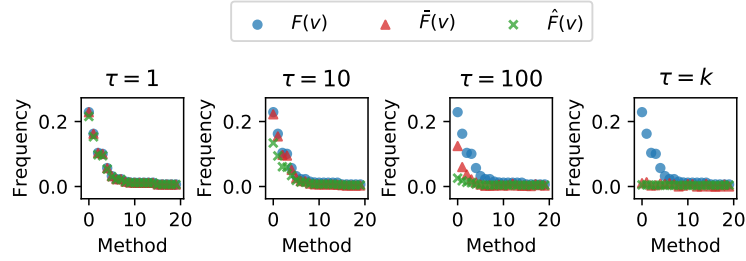 F(v) F̄(v) F̂(v)
τ = 1 τ = 10 τ = 100 τ = k
Frequency Frequency Frequency Frequency
0.2 0.2 0.2 0.2
0.0 0.0 0.0 0.0
0 10 20 0 10 20 0 10 20 0 10 20
Method Method Method Method